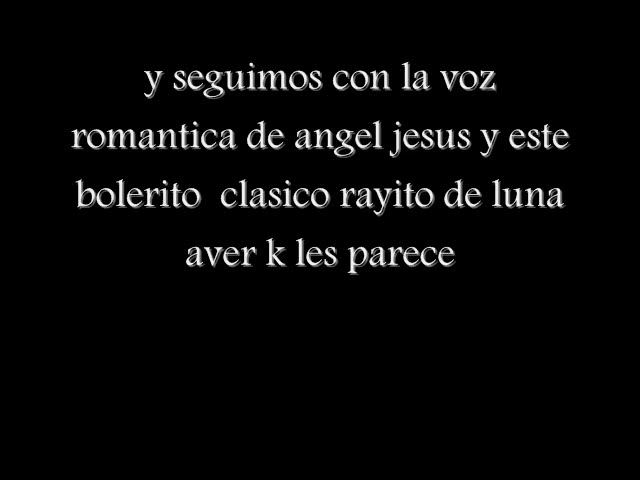 y seguimos con la voz
romantica de angel jesus y este
bolerito  clasico rayito de luna
aver k les parece